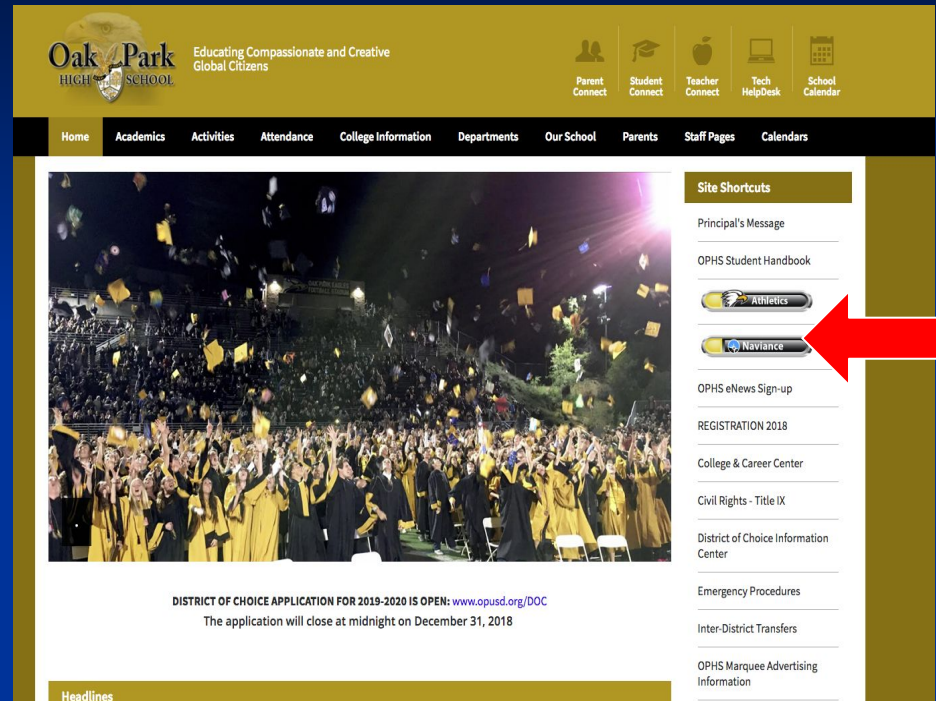 Oak Park
HIGH SCHOOL
Educating Compassionate and Creative
Global Citizens
Parent
Connect
Student
Connect
Teacher
Connect
Tech
HelpDesk
School
Calendar
Home Academics Activities Attendance College Information Departments Our School Parents Staff Pages Calendars
Site Shortcuts
Principal's Message
OPHS Student Handbook
Athletics
Naviance
OPHS eNews Sign-up
REGISTRATION 2018
College & Career Center
Civil Rights - Title IX
District of Choice Information
Center
Emergency Procedures
Inter-District Transfers
OPHS Marquee Advertising
Information
DISTRICT OF CHOICE APPLICATION FOR 2019-2020 IS OPEN: www.opusd.org/DOC
The application will close at midnight on December 31, 2018
Headlines